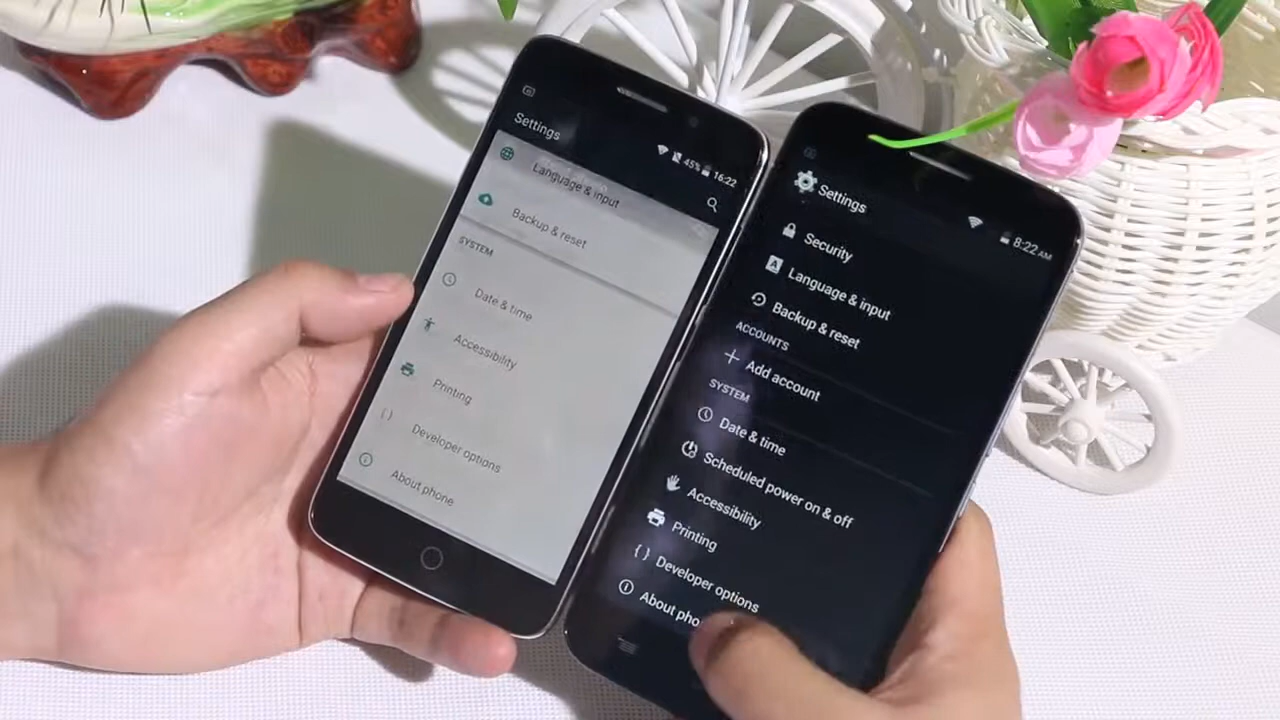 Settings
45% 16:22
Language & input
Backup & reset
SYSTEM
Date & time
Accessibility
Printing
Developer options
About phone
Settings
8:22 AM
Security
Language & input
Backup & reset
ACCOUNTS
Add account
SYSTEM
Date & time
Scheduled power on & off
Accessibility
Printing
{ } Developer options
About pho